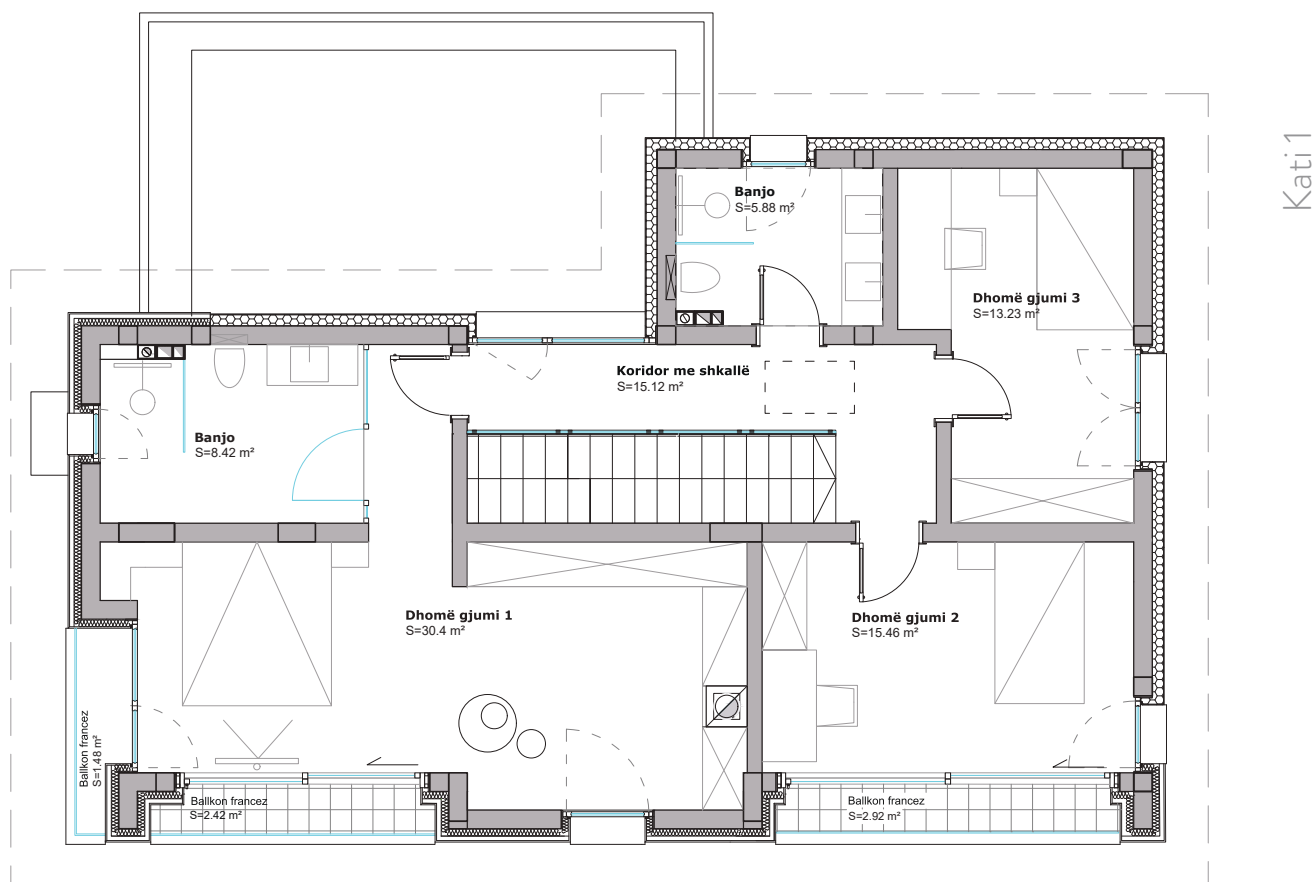 Kati 1
Banjo
S=5.88 m²
Dhomë gjumi 3
S=13.23 m²
Koridor me shkallë
S=15.12 m²
Banjo
S=8.42 m²
Dhomë gjumi 1
S=30.4 m²
Dhomë gjumi 2
S=15.46 m²
Ballkon francez
S=1.48 m²
Ballkon francez
S=2.42 m²
Ballkon francez
S=2.92 m²